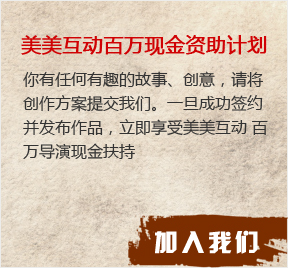 美美互动百万现金资助计划
你有任何有趣的故事、创意，请将
创作方案提交我们。一旦成功签约
并发布作品，立即享受美美互动 百
万导演现金扶持
加入我们